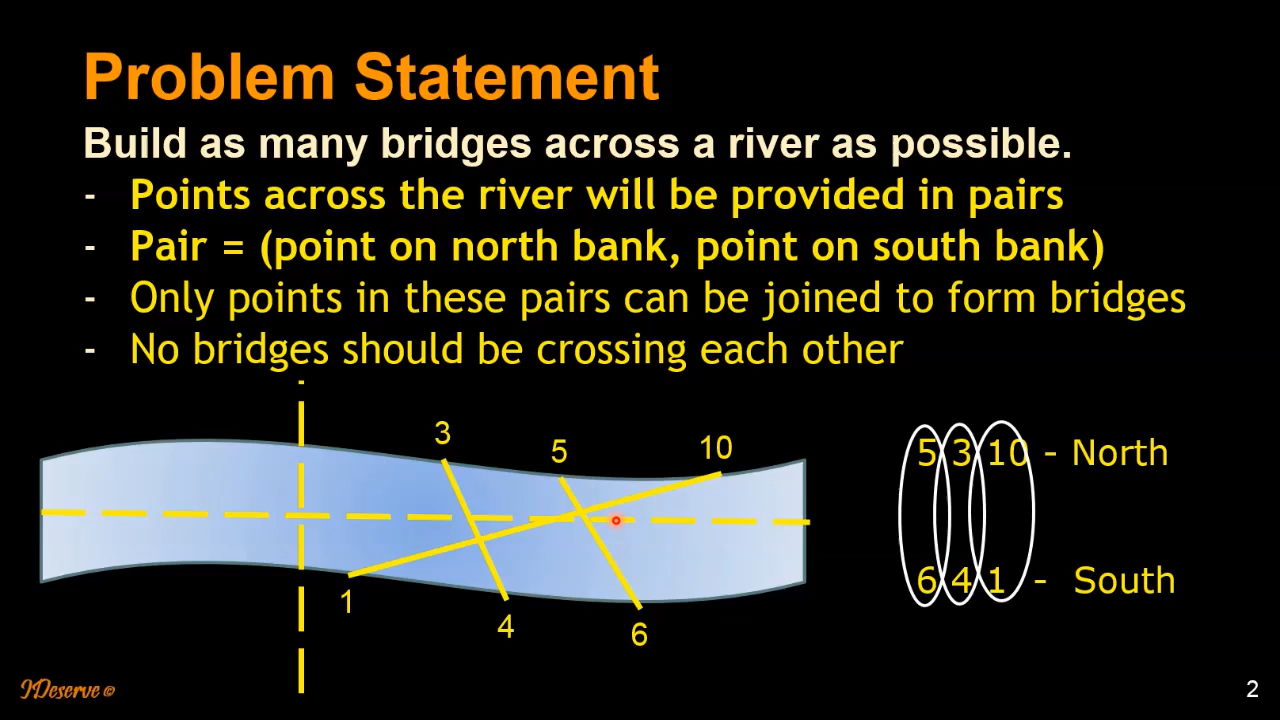 Problem Statement
Build as many bridges across a river as possible.
- Points across the river will be provided in pairs
- Pair = (point on north bank, point on south bank)
- Only points in these pairs can be joined to form bridges
- No bridges should be crossing each other
3 5 10
1 4 6
5 3 10 - North
6 4 1 - South
IDeserve ©
2